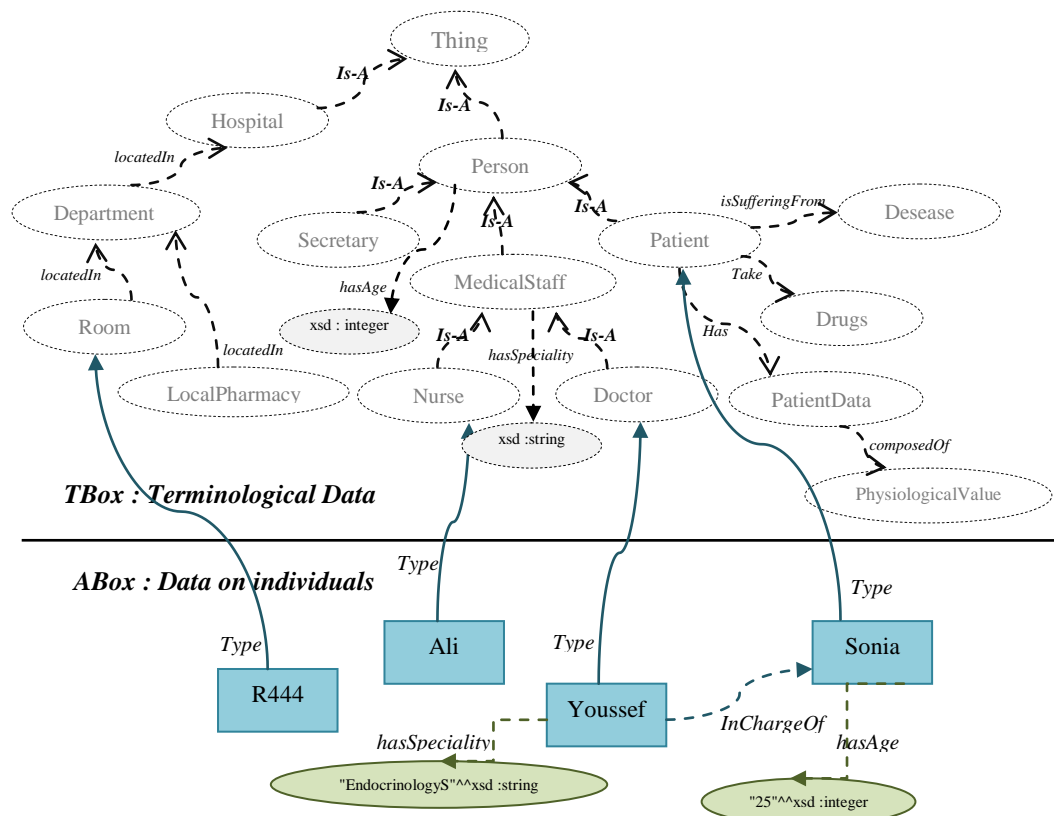 Thing
Is-A
Is-A
Hospital
locatedIn
Person
Is-A
Is-A
Is-A
isSufferingFrom
Department
Desease
Secretary
Patient
locatedIn
hasAge
MedicalStaff
Take
Room
xsd : integer
Is-A
hasSpeciality
Is-A
Has
Drugs
locatedIn
LocalPharmacy
Nurse
Doctor
PatientData
xsd :string
composedOf
PhysiologicalValue
TBox : Terminological Data
ABox : Data on individuals
Type
Type
Type
Type
Ali
Sonia
R444
Youssef
InChargeOf
hasSpeciality
hasAge
"EndocrinologyS"^^xsd :string
"25"^^xsd :integer